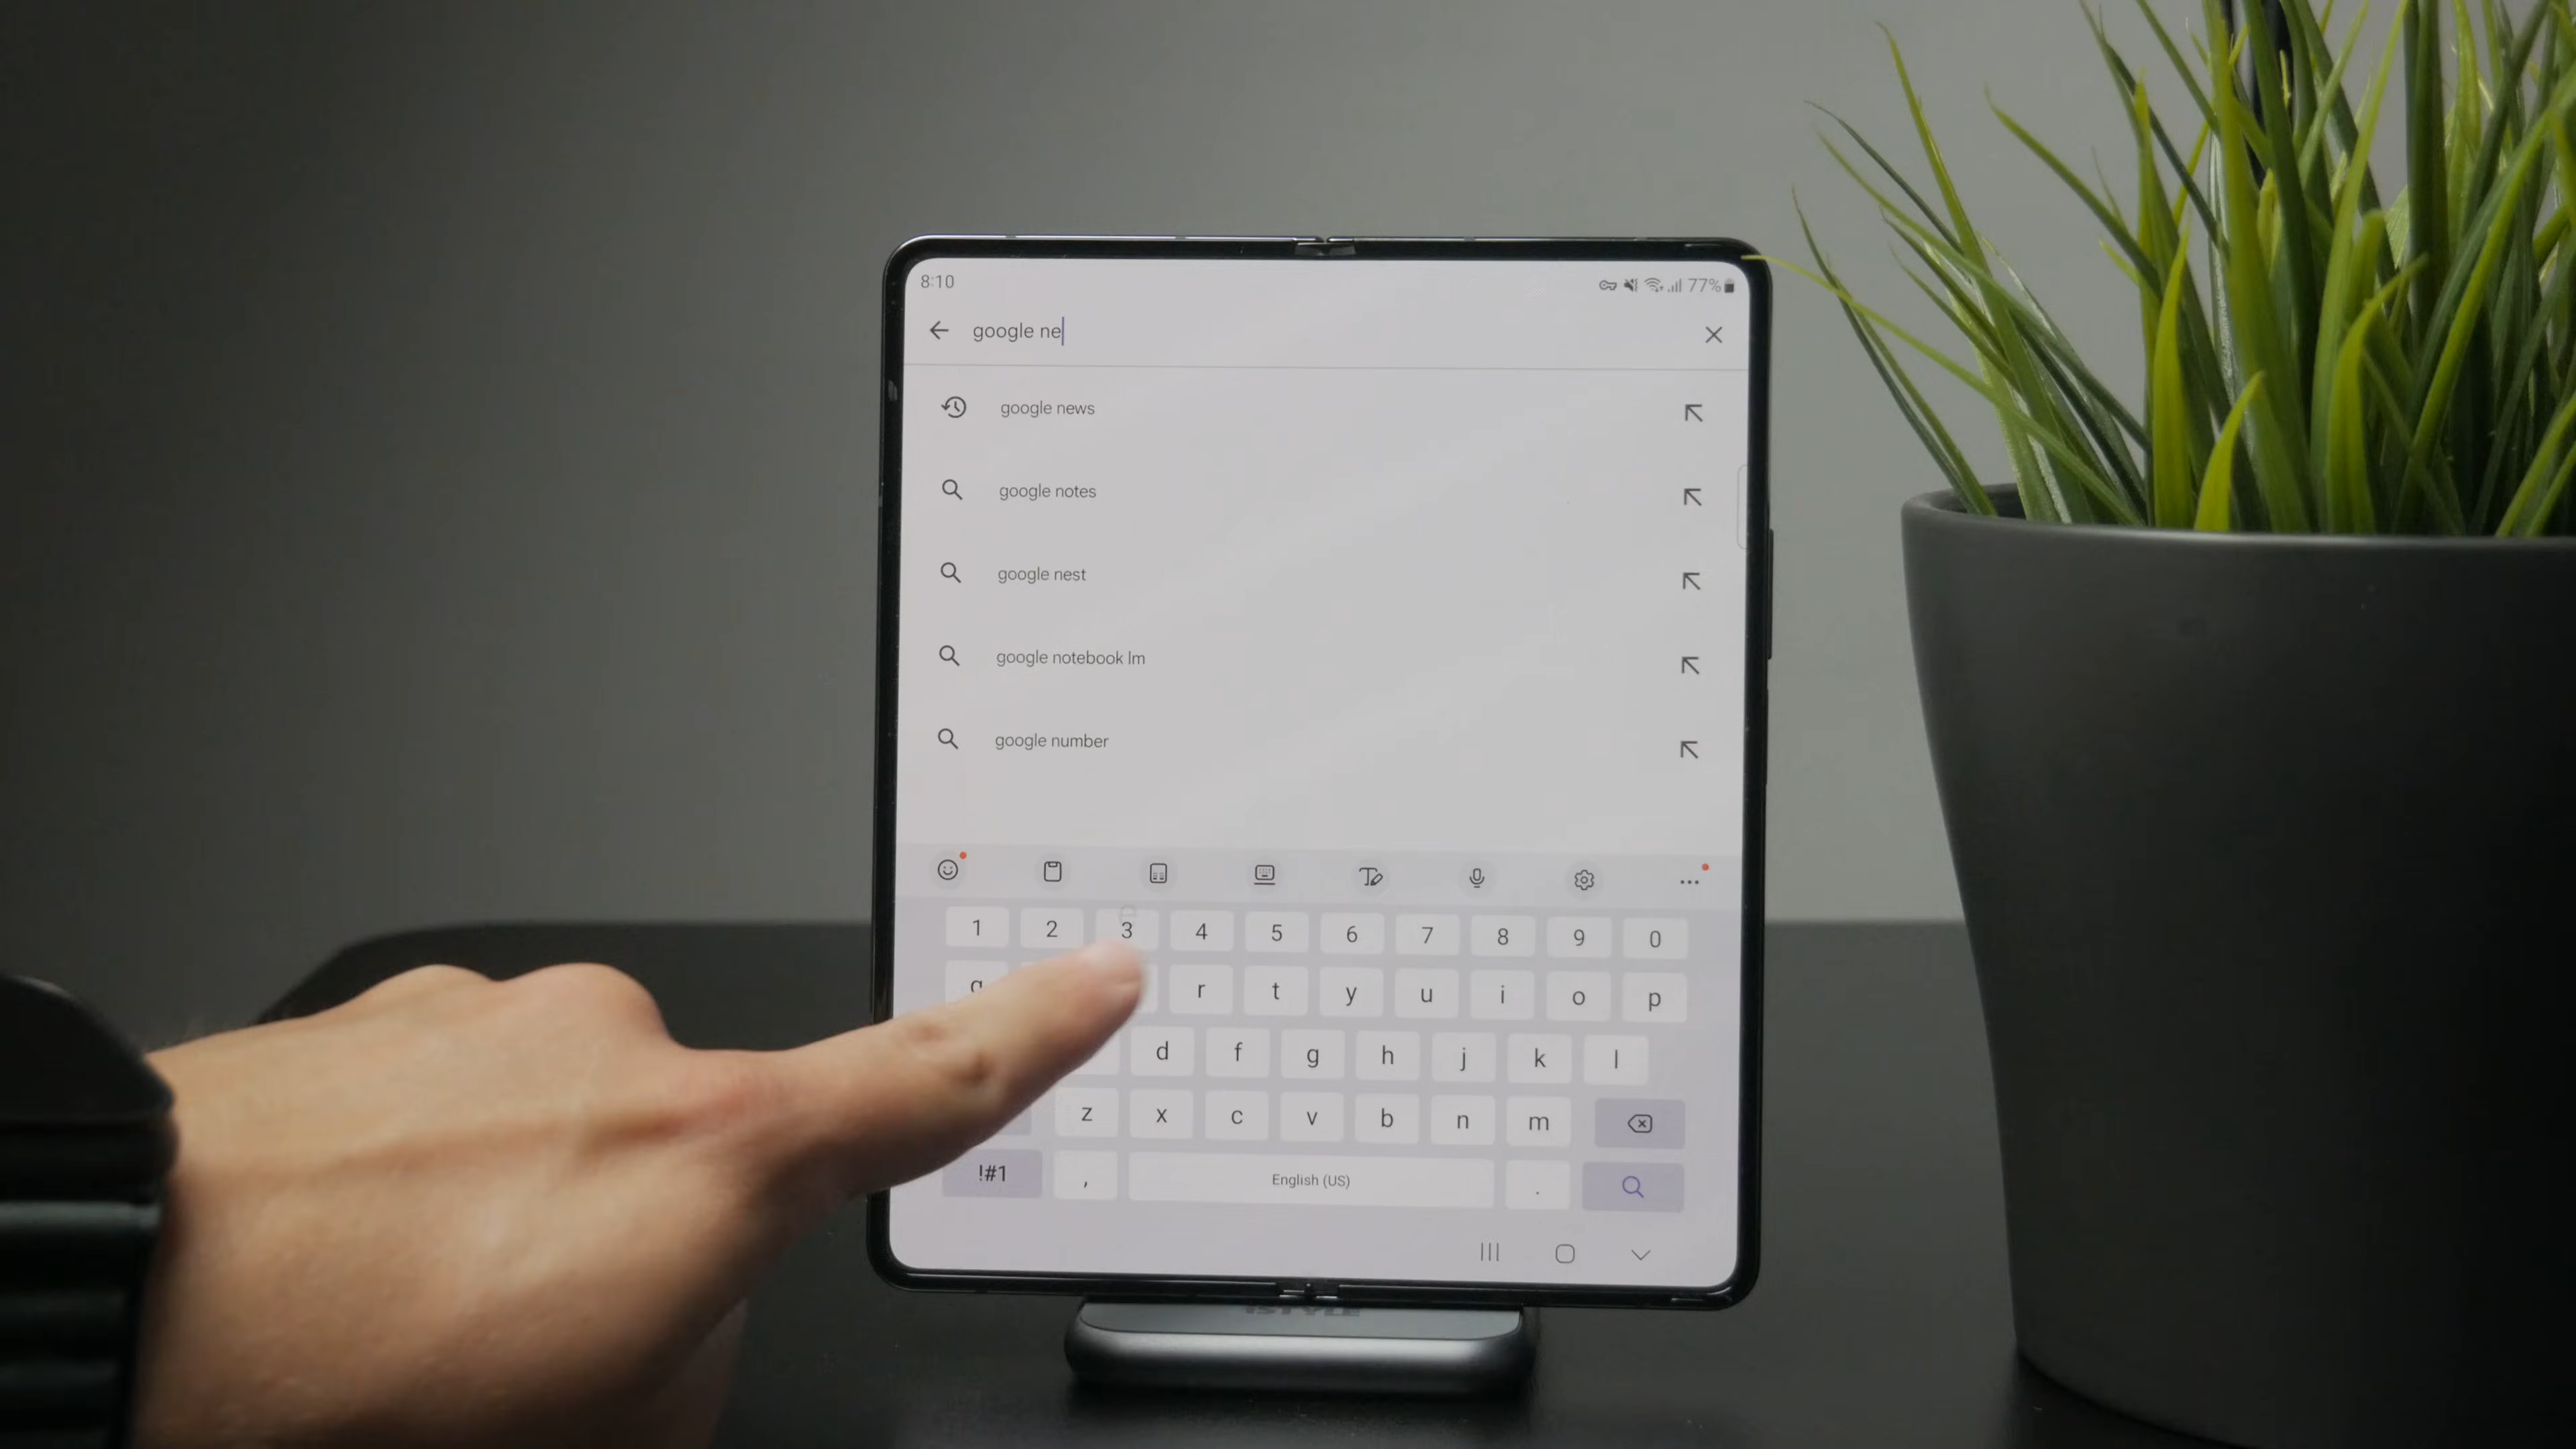 8:10
77%
google ne
google news
google notes
google nest
google notebook lm
google number
1 2 3 4 5 6 7 8 9 0
q r t y u i o p
d f g h j k l
z x c v b n m
!#1 , English (US) .